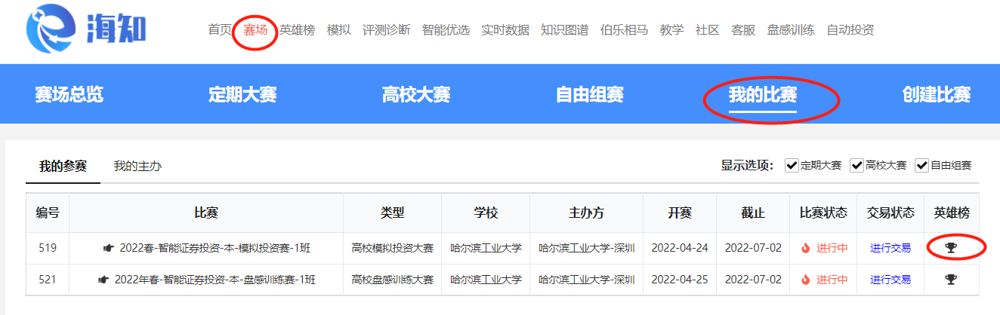 海知
首页 赛场 英雄榜 模拟 评测诊断 智能优选 实时数据 知识图谱 伯乐相马 教学 社区 客服 盘感训练 自动投资
赛场总览 定期大赛 高校大赛 自由组赛 我的比赛 创建比赛
我的参赛 我的主办 显示选项： 定期大赛 高校大赛 自由组赛
编号 比赛 类型 学校 主办方 开赛 截止 比赛状态 交易状态 英雄榜
519 2022春-智能证券投资-本-模拟投资赛-1班 高校模拟投资大赛 哈尔滨工业大学 哈尔滨工业大学-深圳 2022-04-24 2022-07-02 进行中 进行交易
521 2022年春-智能证券投资-本-盘感训练赛-1班 高校盘感训练大赛 哈尔滨工业大学 哈尔滨工业大学-深圳 2022-04-25 2022-07-02 进行中 进行交易